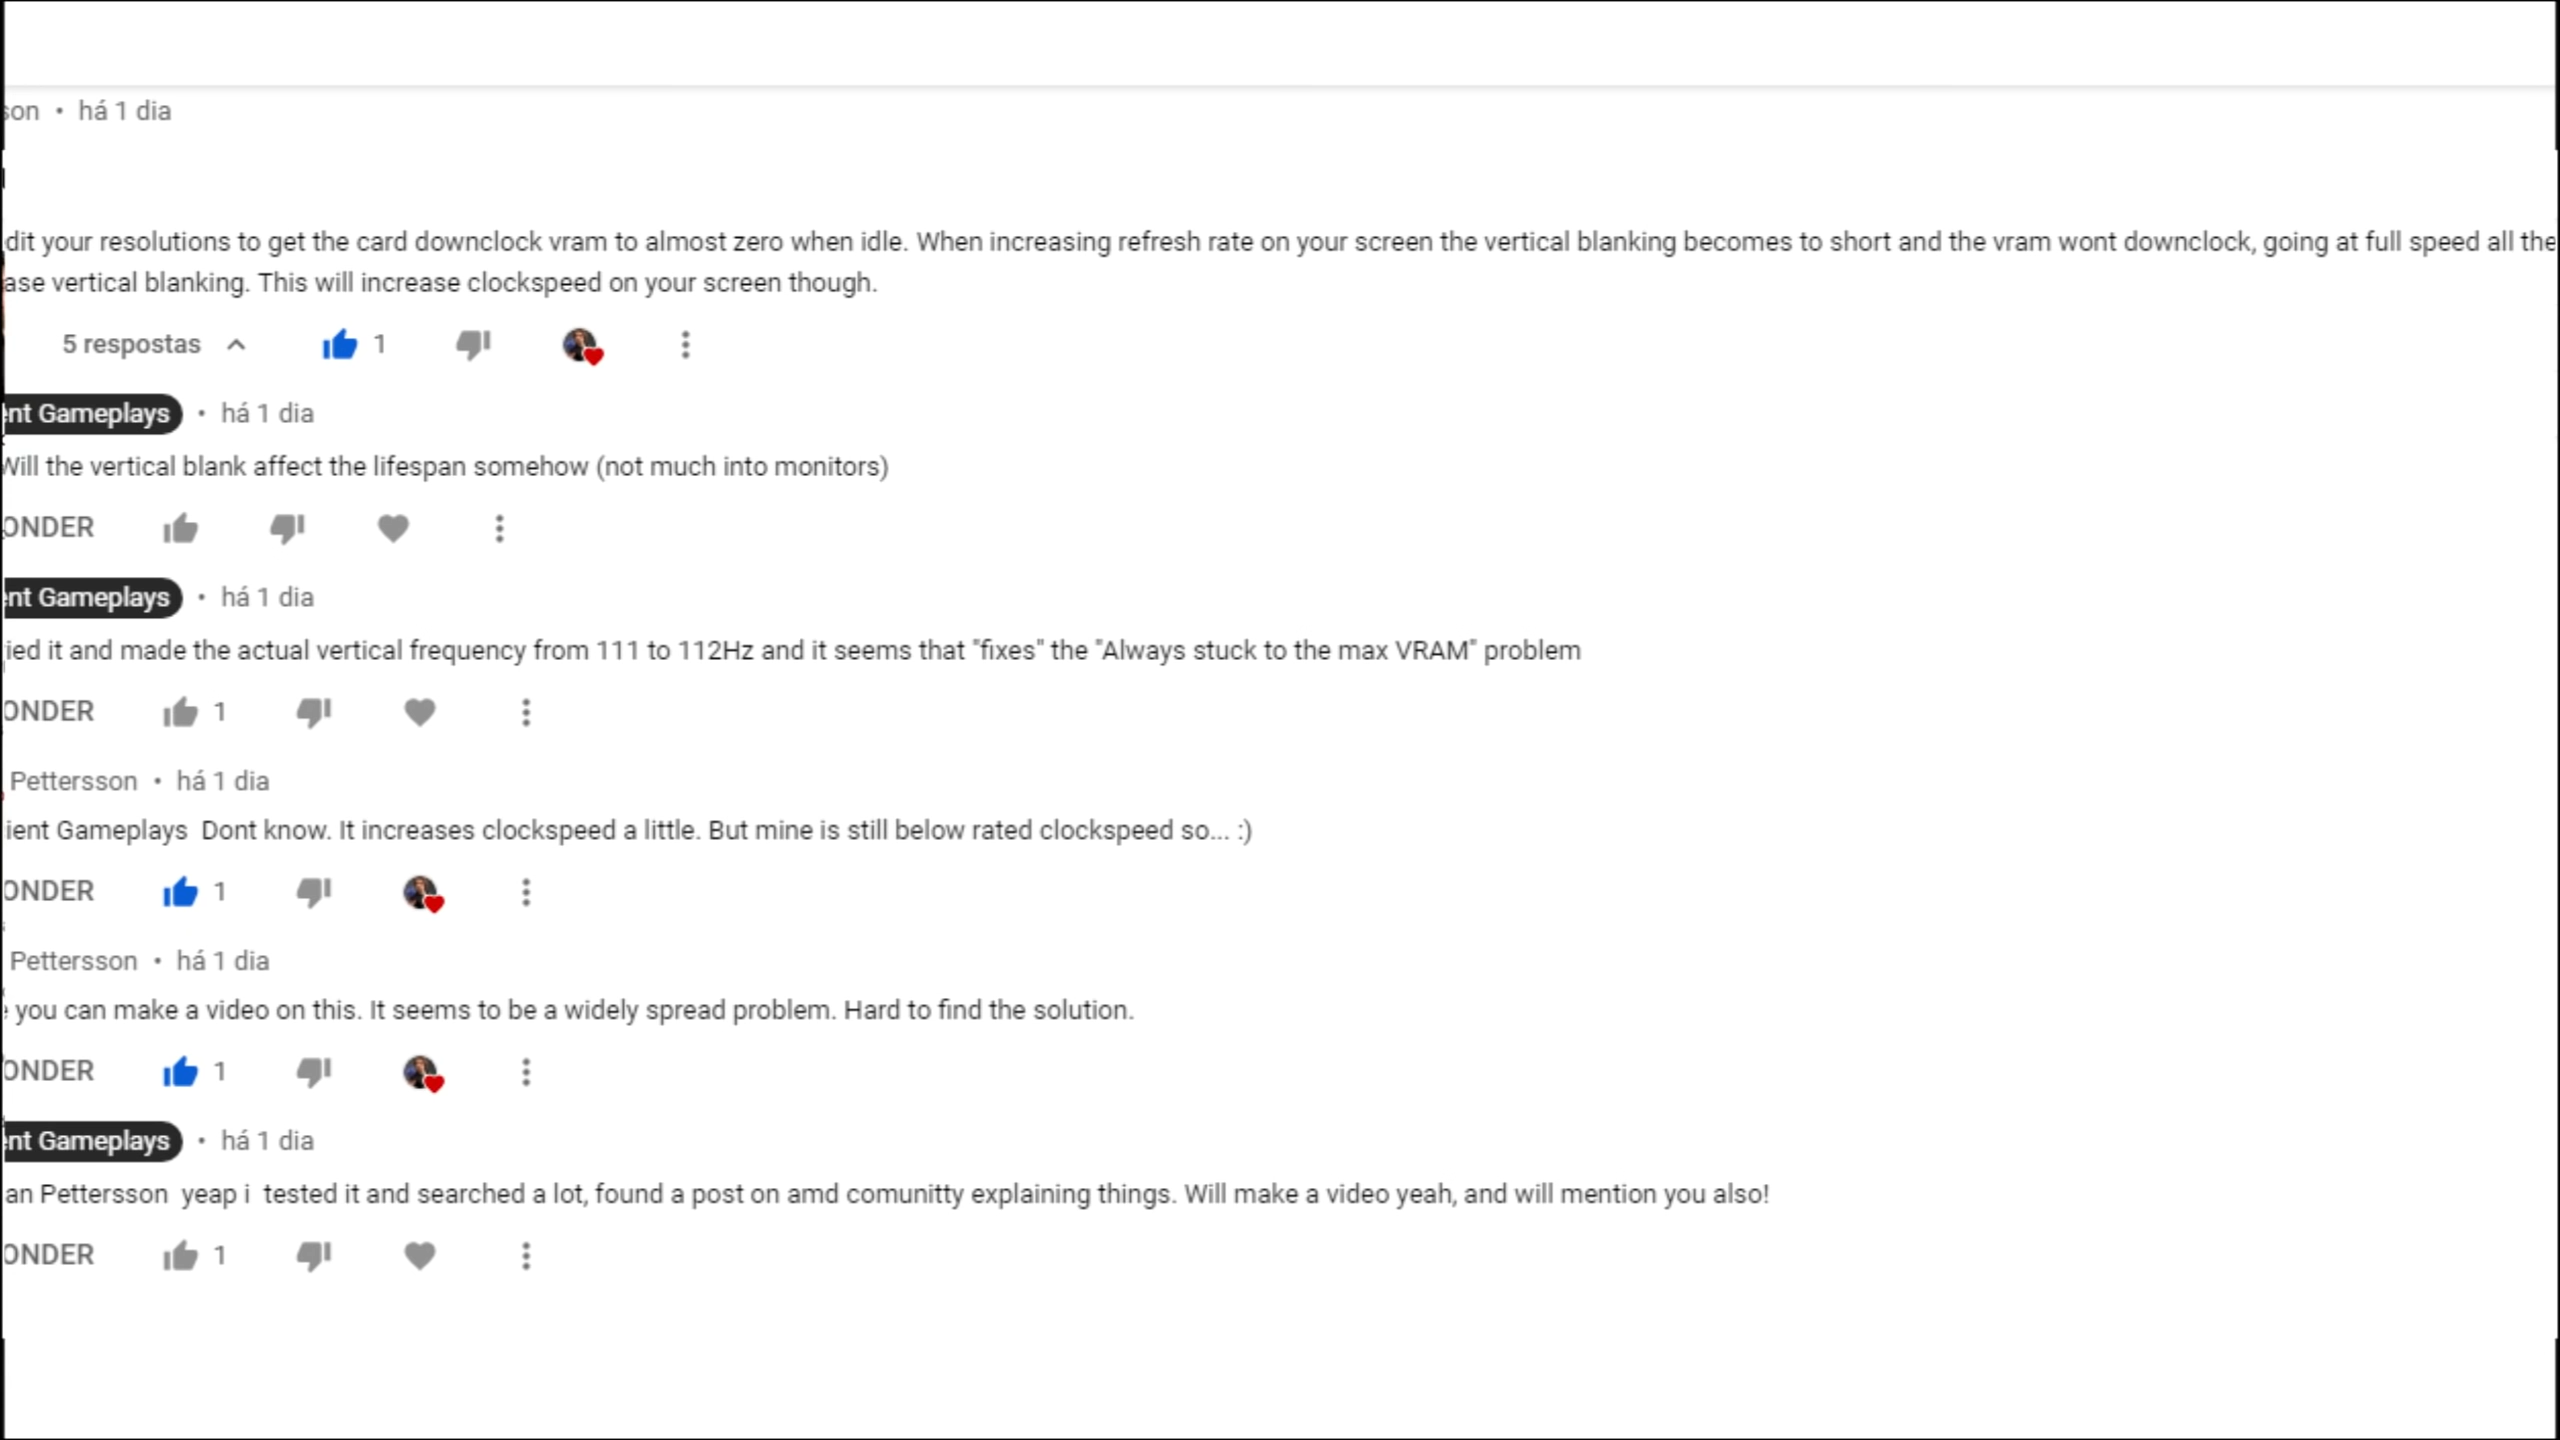 son • há 1 dia
dit your resolutions to get the card downclock vram to almost zero when idle. When increasing refresh rate on your screen the vertical blanking becomes to short and the vram wont downclock, going at full speed all the
ase vertical blanking. This will increase clockspeed on your screen though.
5 respostas 1
ent Gameplays • há 1 dia
Will the vertical blank affect the lifespan somehow (not much into monitors)
ONDER
ent Gameplays • há 1 dia
ied it and made the actual vertical frequency from 111 to 112Hz and it seems that "fixes" the "Always stuck to the max VRAM" problem
ONDER 1
Pettersson • há 1 dia
ient Gameplays Dont know. It increases clockspeed a little. But mine is still below rated clockspeed so... :)
ONDER 1
Pettersson • há 1 dia
you can make a video on this. It seems to be a widely spread problem. Hard to find the solution.
ONDER 1
ent Gameplays • há 1 dia
an Pettersson yeap i tested it and searched a lot, found a post on amd comunitty explaining things. Will make a video yeah, and will mention you also!
ONDER 1